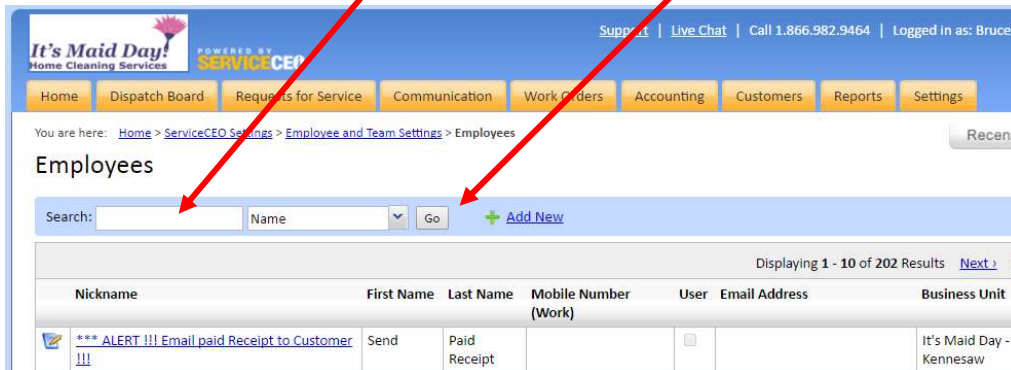 It's Maid Day!
Home Cleaning Services
POWERED BY
SERVICECEO
Support | Live Chat | Call 1.866.982.9464 | Logged in as: Bruce
Home Dispatch Board Requests for Service Communication Work Orders Accounting Customers Reports Settings
You are here: Home > ServiceCEO Settings > Employee and Team Settings > Employees
Recen
Employees
Search: Name Go Add New
Displaying 1 - 10 of 202 Results Next ›
Nickname First Name Last Name Mobile Number User Email Address Business Unit
(Work)
*** ALERT !!! Email paid Receipt to Customer Send Paid It's Maid Day -
!!! Receipt Kennesaw